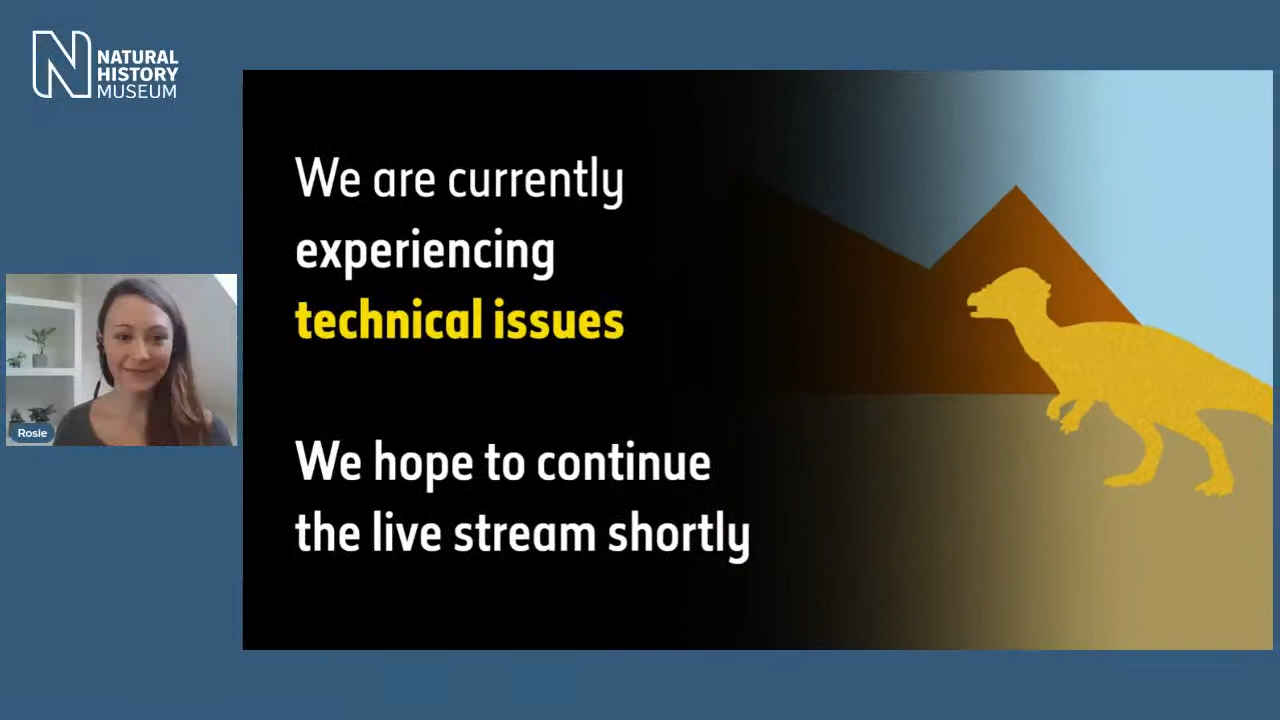 NATURAL
HISTORY
MUSEUM
We are currently
experiencing
technical issues
We hope to continue
the live stream shortly
Rosie